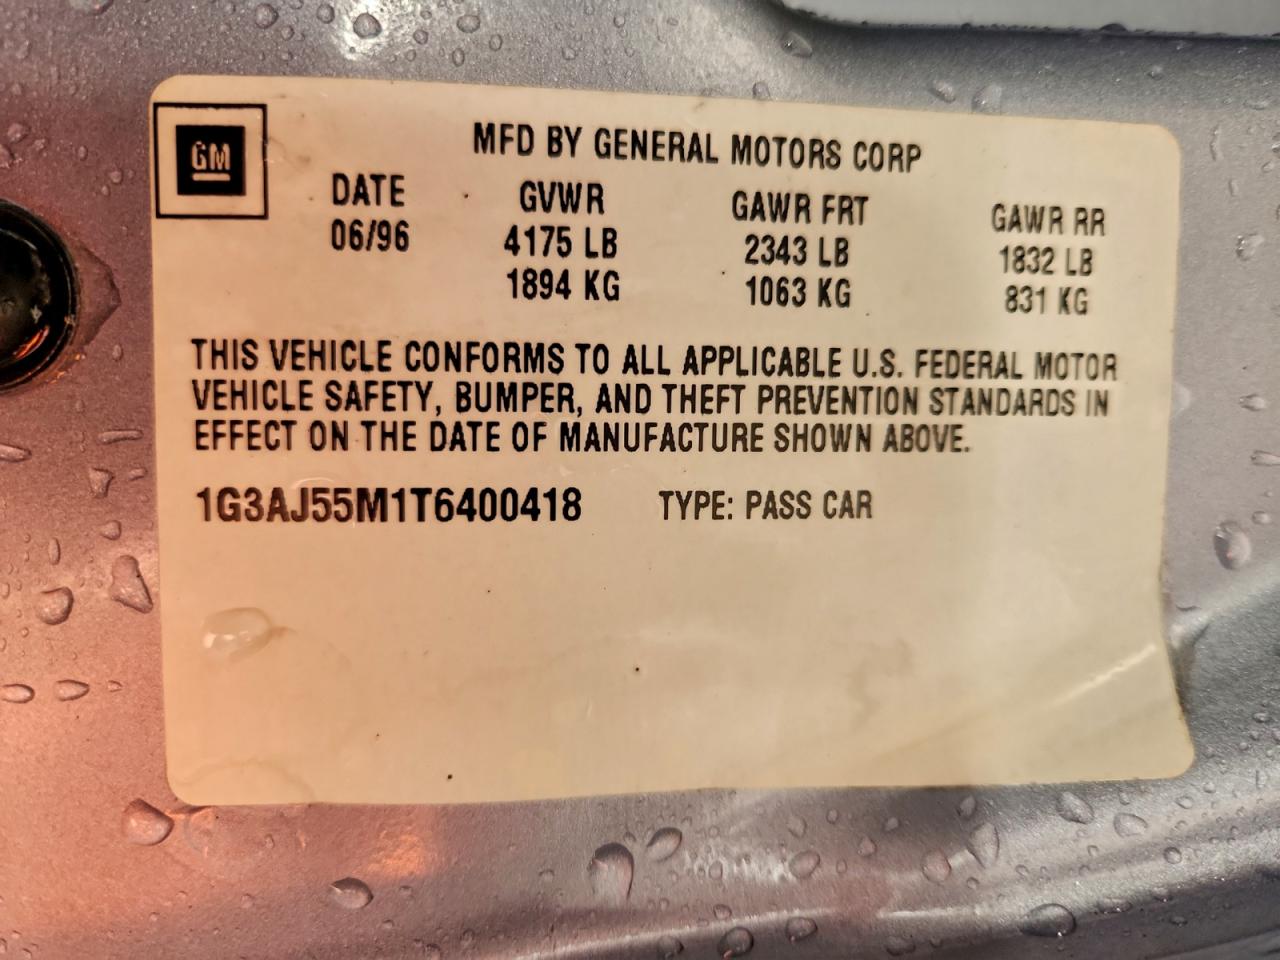 GM
MFD BY GENERAL MOTORS CORP
DATE GVWR GAWR FRT GAWR RR
06/96 4175 LB 2343 LB 1832 LB
1894 KG 1063 KG 831 KG
THIS VEHICLE CONFORMS TO ALL APPLICABLE U.S. FEDERAL MOTOR
VEHICLE SAFETY, BUMPER, AND THEFT PREVENTION STANDARDS IN
EFFECT ON THE DATE OF MANUFACTURE SHOWN ABOVE.
1G3AJ55M1T6400418 TYPE: PASS CAR